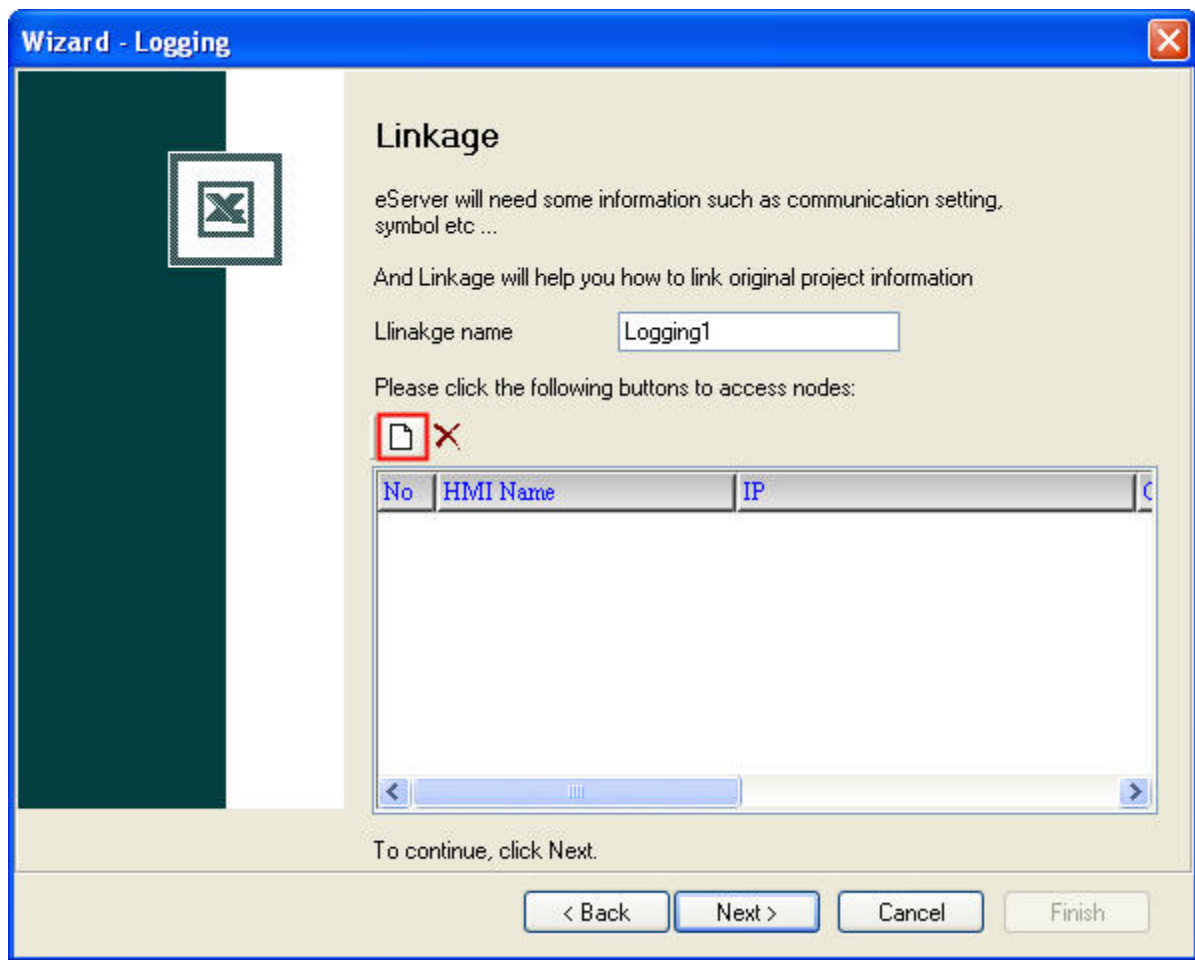 Wizard - Logging
Linkage
eServer will need some information such as communication setting,
symbol etc ...
And Linkage will help you how to link original project information
Llinakge name
Logging1
Please click the following buttons to access nodes:
No HMI Name IP
To continue, click Next.
< Back Next > Cancel Finish